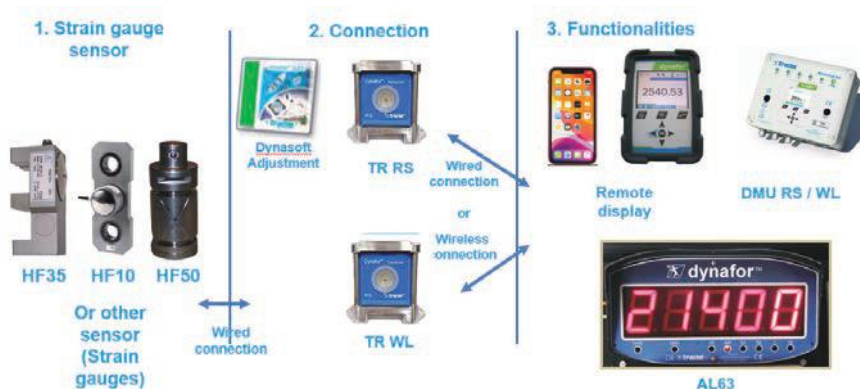 1. Strain gauge
sensor
2. Connection
3. Functionalities
Dynasoft
Adjustment
TR RS
Wired
connection
or
Wireless
connection
TR WL
HF35
HF10
HF50
Or other
sensor
(Strain
gauges)
Wired
connection
dynafor
2540.53
Remote
display
DMU RS / WL
dynafor™
21400
AL63